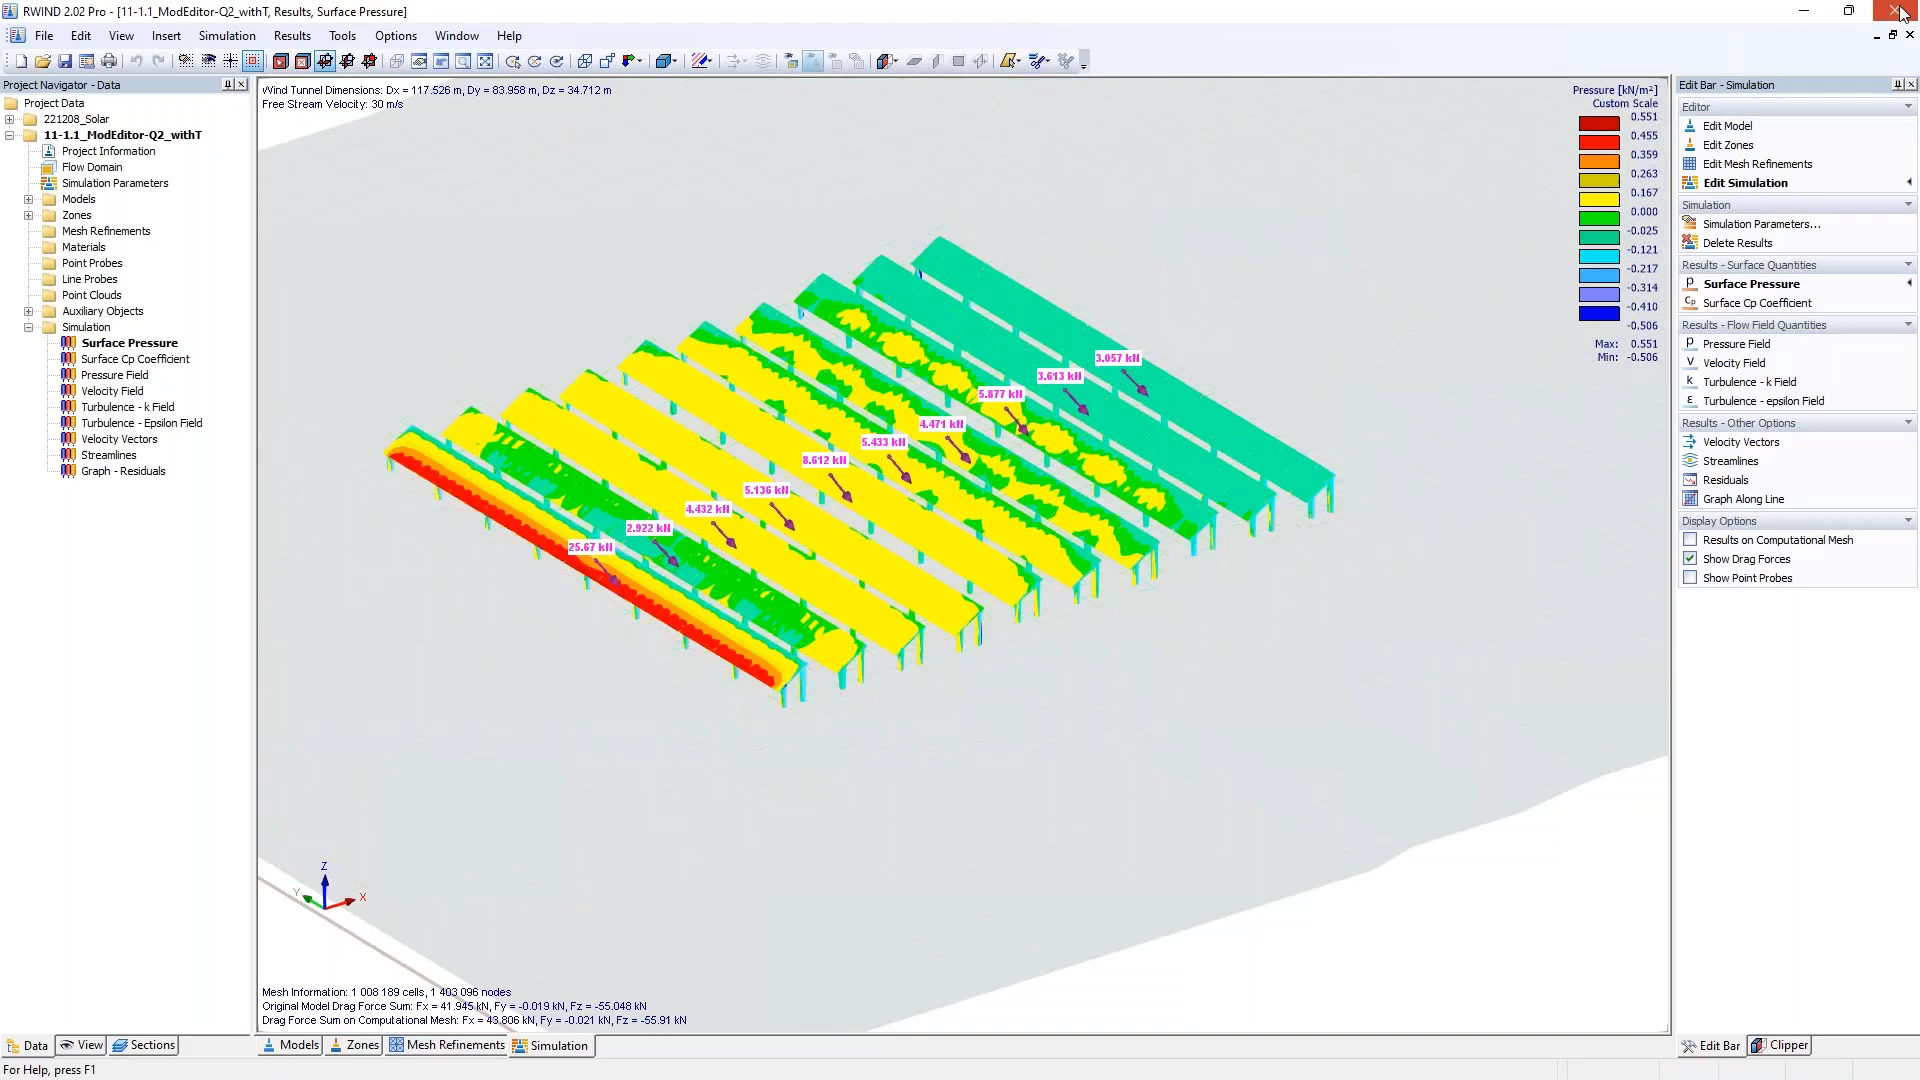 RWIND 2.02 Pro - [11-1.1_ModEditor-Q2_withT, Results, Surface Pressure]
File Edit View Insert Simulation Results Tools Options Window Help
Project Navigator - Data
Project Data
221208_Solar
11-1.1_ModEditor-Q2_withT
Project Information
Flow Domain
Simulation Parameters
Models
Zones
Mesh Refinements
Materials
Point Probes
Line Probes
Point Clouds
Auxiliary Objects
Simulation
Surface Pressure
Surface Cp Coefficient
Pressure Field
Velocity Field
Turbulence - k Field
Turbulence - Epsilon Field
Velocity Vectors
Streamlines
Graph - Residuals
Data View Sections
Wind Tunnel Dimensions: Dx = 117.526 m, Dy = 83.958 m, Dz = 34.712 m
Free Stream Velocity: 30 m/s
Pressure [kN/m²]
Custom Scale
0.551
0.455
0.359
0.263
0.167
0.000
-0.025
-0.121
-0.217
-0.314
-0.410
-0.506
Max: 0.551
Min: -0.506
3.057 kN
3.613 kN
5.877 kN
4.471 kN
5.433 kN
8.612 kN
5.136 kN
4.432 kN
2.922 kN
25.67 kN
Z
Y
X
Mesh Information: 1 008 189 cells, 1 403 096 nodes
Original Model Drag Force Sum: Fx = 41.945 kN, Fy = -0.019 kN, Fz = -55.048 kN
Drag Force Sum on Computational Mesh: Fx = 43.806 kN, Fy = -0.021 kN, Fz = -55.91 kN
Models Zones Mesh Refinements Simulation
Edit Bar - Simulation
Editor
Edit Model
Edit Zones
Edit Mesh Refinements
Edit Simulation
Simulation
Simulation Parameters...
Delete Results
Results - Surface Quantities
p Surface Pressure
Cp Surface Cp Coefficient
Results - Flow Field Quantities
p Pressure Field
v Velocity Field
k Turbulence - k Field
ε Turbulence - epsilon Field
Results - Other Options
Velocity Vectors
Streamlines
Residuals
Graph Along Line
Display Options
Results on Computational Mesh
Show Drag Forces
Show Point Probes
Edit Bar Clipper
For Help, press F1